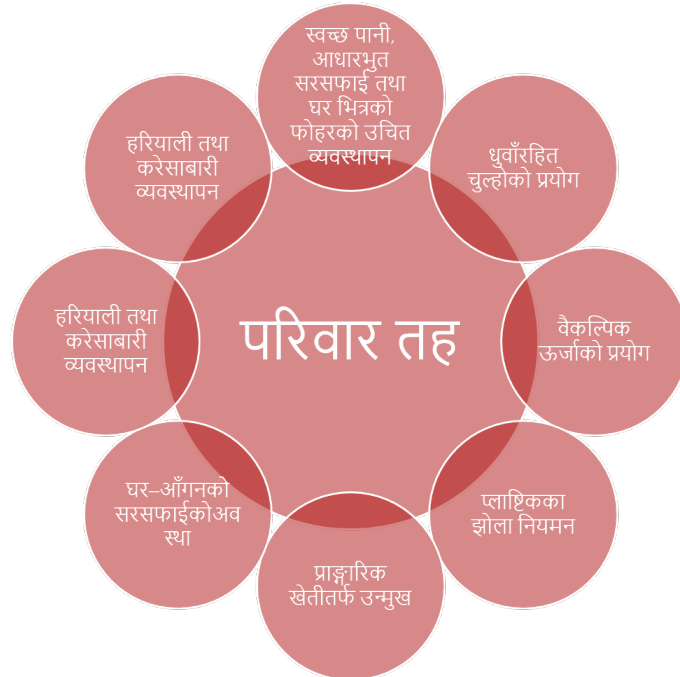 स्वच्छ पानी,
आधारभुत
सरसफाई तथा
घर भित्रको
फोहरको उचित
व्यवस्थापन
धुवाँरहित
चुल्होको प्रयोग
वैकल्पिक
ऊर्जाको प्रयोग
प्लाष्टिकका
झोला नियमन
प्राङ्गारिक
खेतीतर्फ उन्मुख
घर–आँगनको
सरसफाईकोअव
स्था
हरियाली तथा
करेसाबारी
व्यवस्थापन
हरियाली तथा
करेसाबारी
व्यवस्थापन
परिवार तह